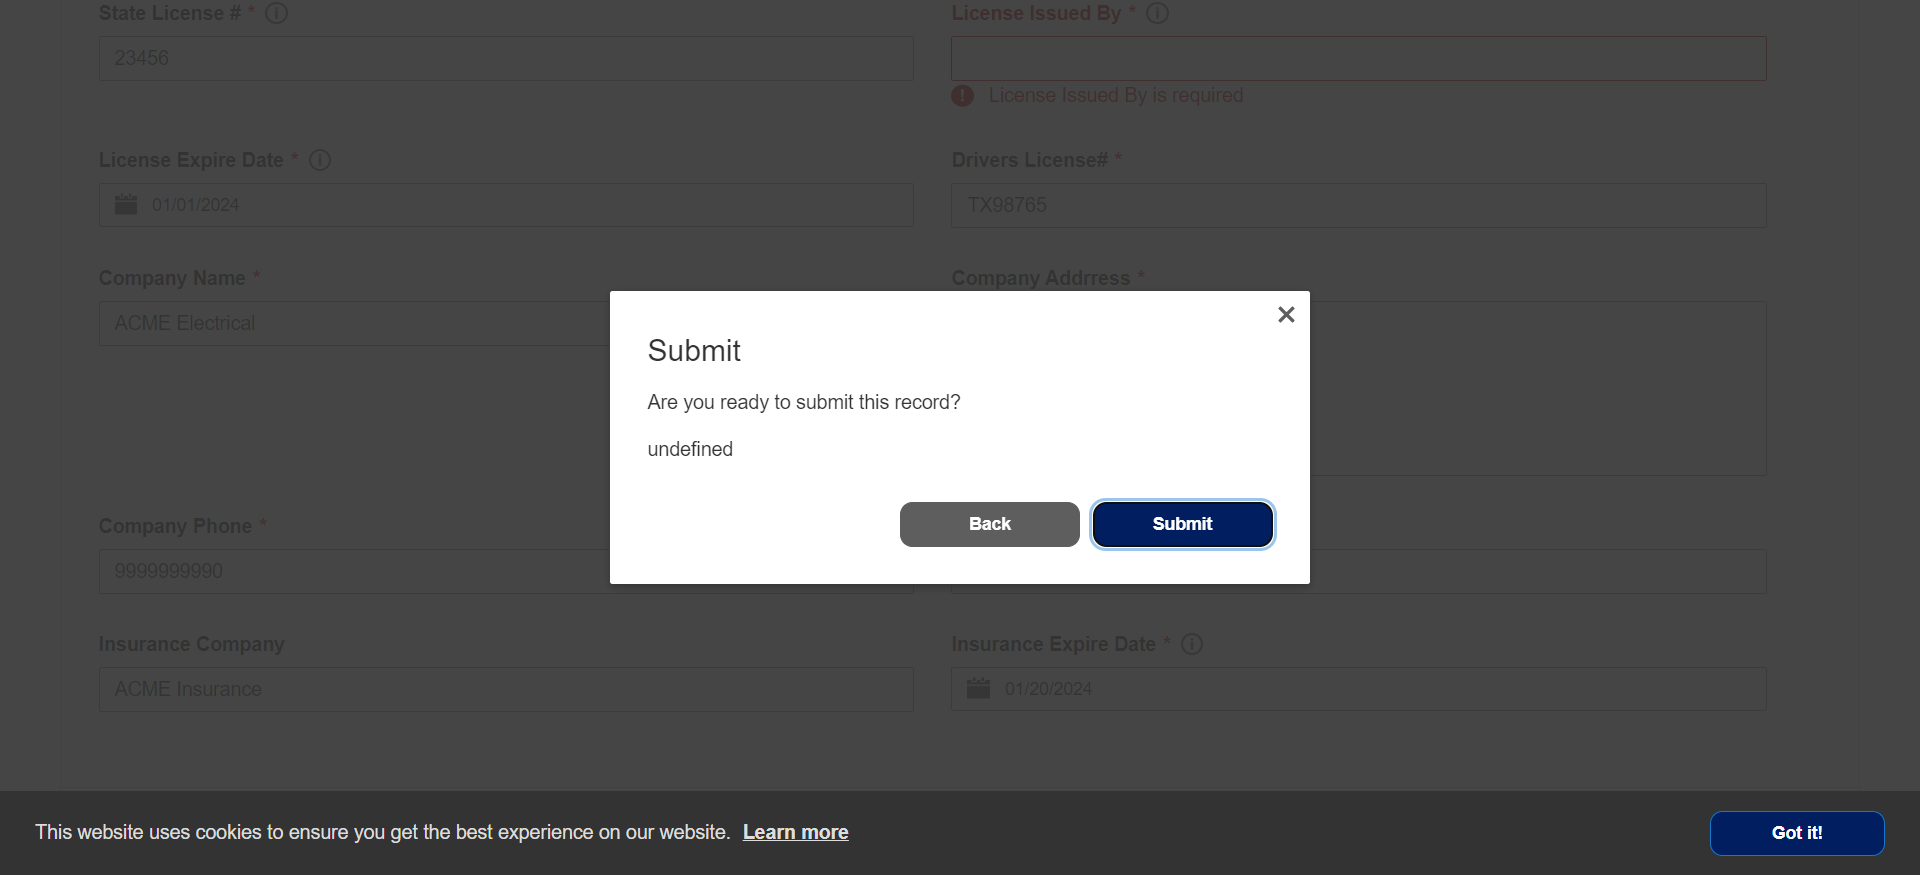 State License # *
License Issued By *
23456
License Issued By is required
License Expire Date *
Drivers License# *
01/01/2024
TX98765
Company Name *
Company Addrress *
ACME Electrical
Submit
Are you ready to submit this record?
undefined
Back
Submit
Company Phone *
9999999990
Insurance Company
Insurance Expire Date *
ACME Insurance
01/20/2024
This website uses cookies to ensure you get the best experience on our website. Learn more
Got it!